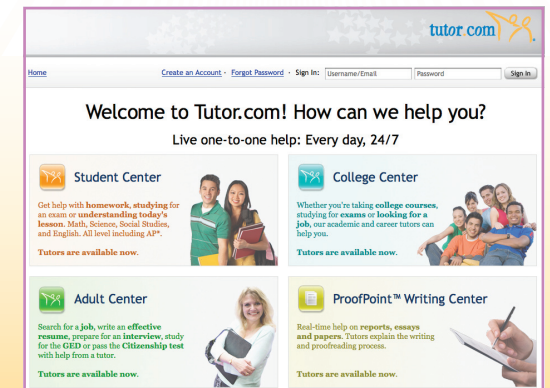 tutor.com
Home
Create an Account · Forgot Password · Sign In: Username/Email Password Sign In
Welcome to Tutor.com! How can we help you?
Live one-to-one help: Every day, 24/7
Student Center
Get help with homework, studying for
an exam or understanding today's
lesson. Math, Science, Social Studies,
and English. All level including AP*.
Tutors are available now.
College Center
Whether you're taking college courses,
studying for exams or looking for a
job, our academic and career tutors can
help you.
Tutors are available now.
Adult Center
Search for a job, write an effective
resume, prepare for an interview, study
for the GED or pass the Citizenship test
with help from a tutor.
Tutors are available now.
ProofPoint™ Writing Center
Real-time help on reports, essays
and papers. Tutors explain the writing
and proofreading process.
Tutors are available now.